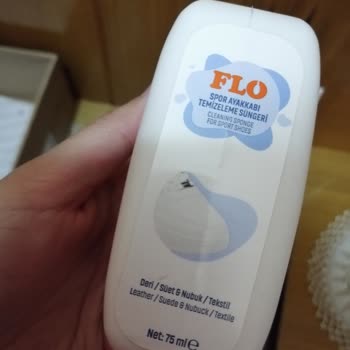 FLO
SPOR AYAKKABI
TEMİZELEME SÜNGERİ
CLEANING SPONGE
FOR SPORT SHOES
Deri / Süet & Nubuk / Tekstil
Leather / Suede & Nubuck / Textile
Net: 75 ml ℮